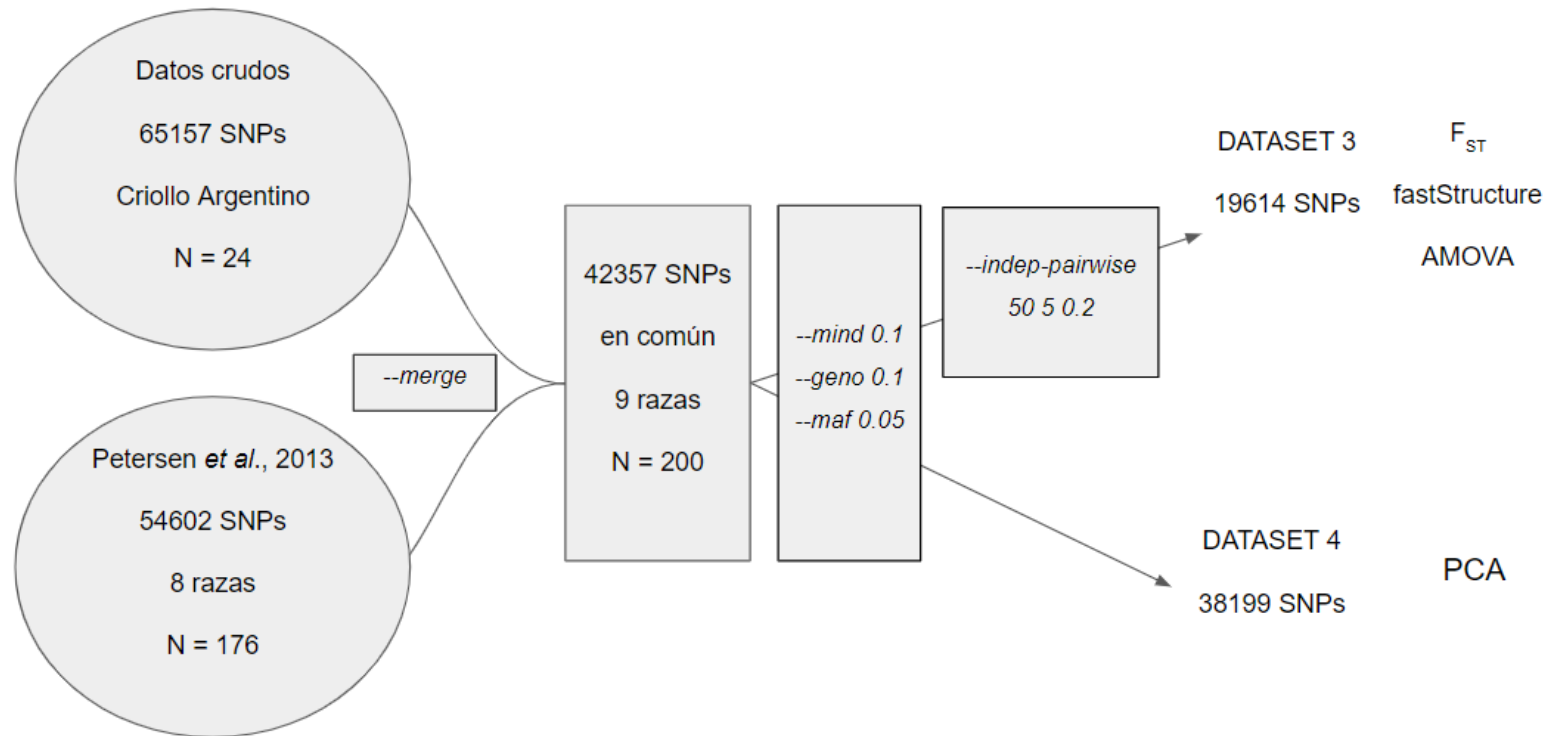 Datos crudos
65157 SNPs
Criollo Argentino
N = 24
--merge
Petersen et al., 2013
54602 SNPs
8 razas
N = 176
42357 SNPs
en común
9 razas
N = 200
--mind 0.1
--geno 0.1
--maf 0.05
--indep-pairwise
50 5 0.2
DATASET 3
19614 SNPs
FST
fastStructure
AMOVA
DATASET 4
38199 SNPs
PCA